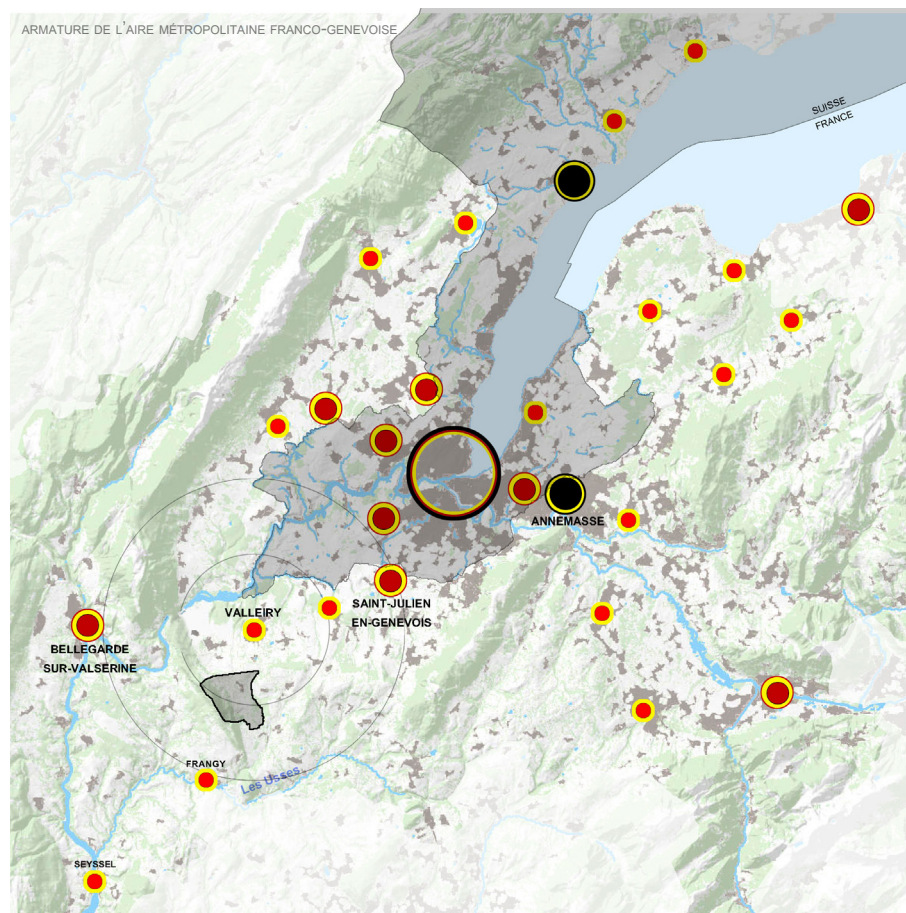 ARMATURE DE L'AIRE MÉTROPOLITAINE FRANCO-GENEVOISE
SUISSE
FRANCE
ANNEMASSE
SAINT-JULIEN
EN-GENEVOIS
VALLEIRY
BELLEGARDE
SUR-VALSERINE
FRANGY
Les Usses
SEYSSEL